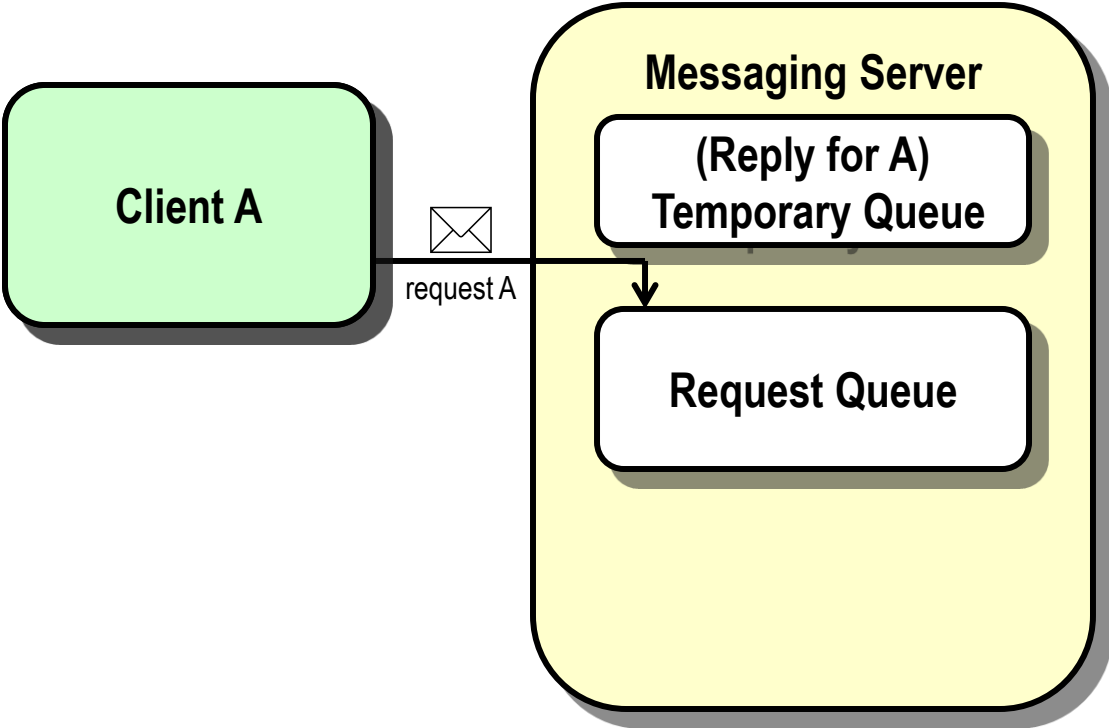 Messaging Server
(Reply for A)
Temporary Queue
Client A
request A
Request Queue